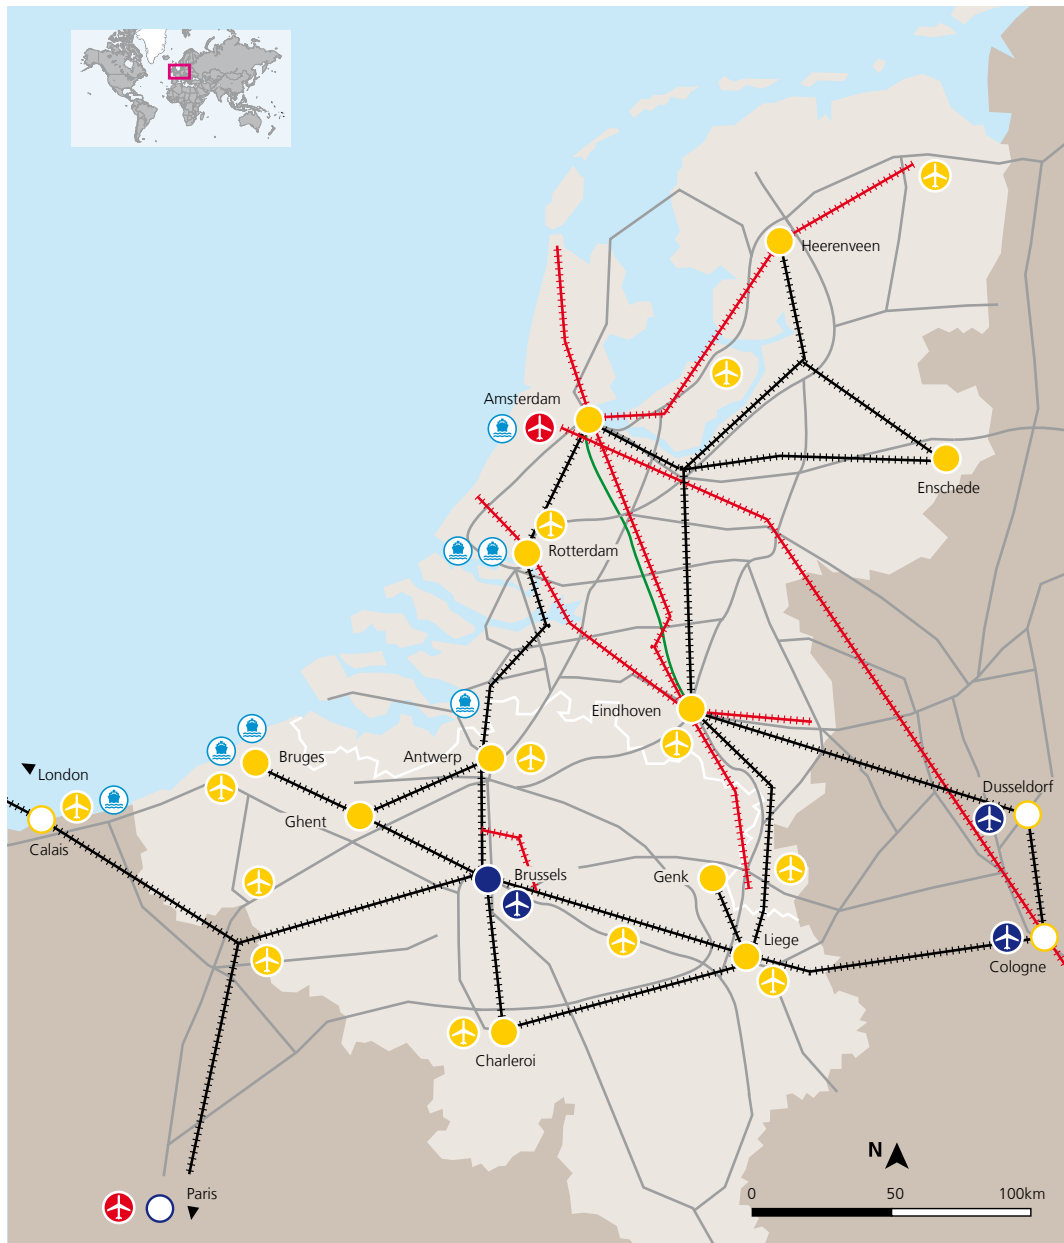 Heerenveen
Amsterdam
Enschede
Rotterdam
Eindhoven
Bruges
Antwerp
London
Dusseldorf
Ghent
Calais
Brussels
Genk
Liege
Cologne
Charleroi
N
Paris
0 50 100km